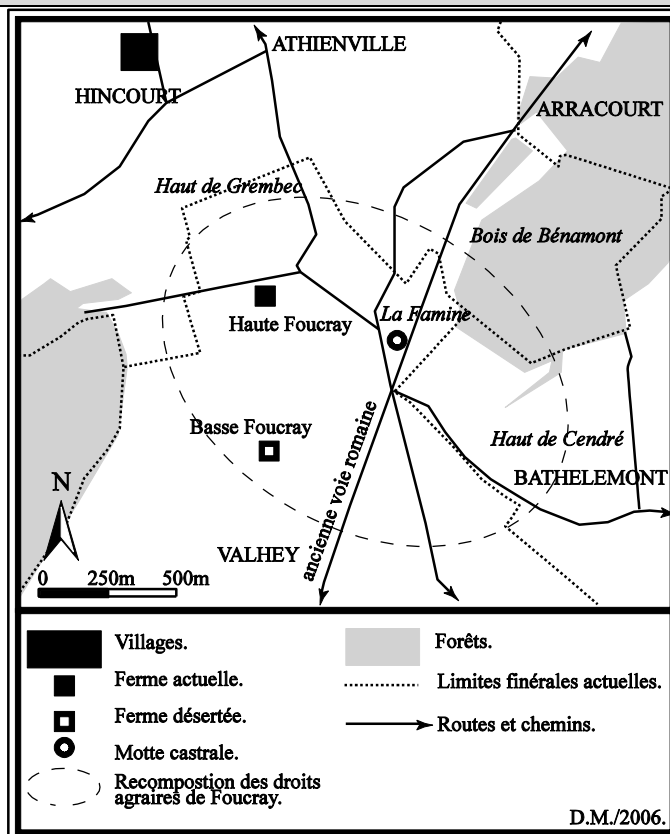 ATHIENVILLE
HINCOURT
ARRACOURT
Haut de Grembec
Bois de Bénamont
Haute Foucray
La Famine
Basse Foucray
Haut de Cendré
BATHELEMONT
ancienne voie romaine
N
VALHEY
0 250m 500m
Villages.
Forêts.
Ferme actuelle.
Limites finérales actuelles.
Ferme désertée.
Routes et chemins.
Motte castrale.
Recompostion des droits
agraires de Foucray.
D.M./2006.